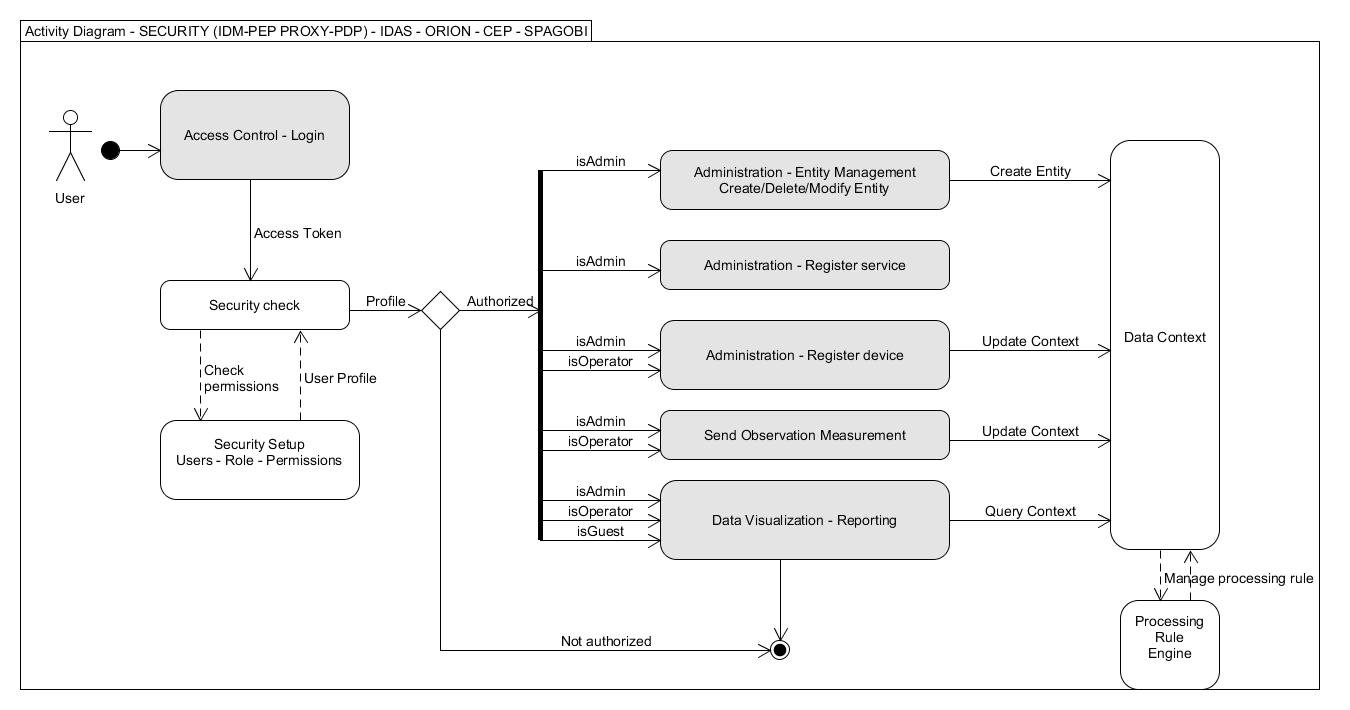 Activity Diagram - SECURITY (IDM-PEP PROXY-PDP) - IDAS - ORION - CEP - SPAGOBI
User
Access Control - Login
Access Token
Security check
Check
permissions
User Profile
Security Setup
Users - Role - Permissions
Profile
Authorized
Not authorized
isAdmin
Administration - Entity Management
Create/Delete/Modify Entity
Create Entity
isAdmin
Administration - Register service
isAdmin
isOperator
Administration - Register device
Update Context
isAdmin
isOperator
Send Observation Measurement
Update Context
isAdmin
isOperator
isGuest
Data Visualization - Reporting
Query Context
Data Context
Manage processing rule
Processing
Rule
Engine